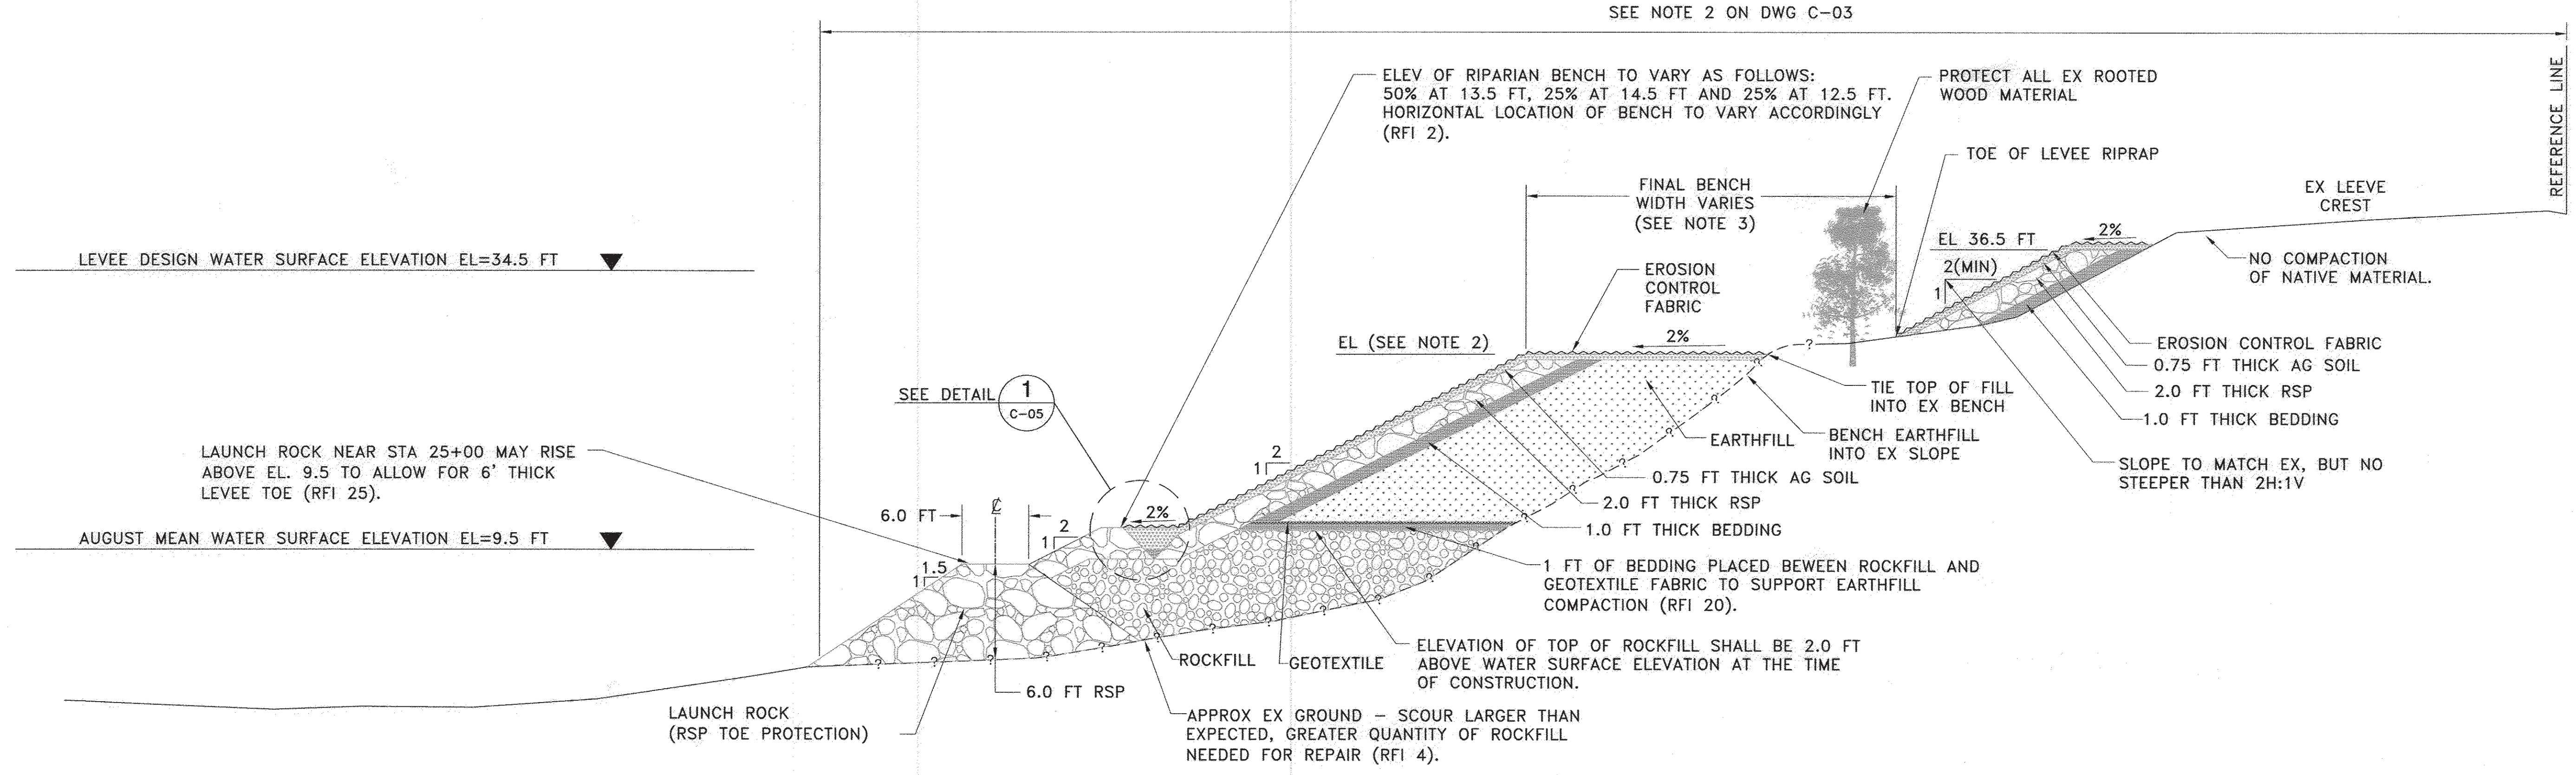 SEE NOTE 2 ON DWG C-03
ELEV OF RIPARIAN BENCH TO VARY AS FOLLOWS:
50% AT 13.5 FT, 25% AT 14.5 FT AND 25% AT 12.5 FT.
HORIZONTAL LOCATION OF BENCH TO VARY ACCORDINGLY
(RFI 2).
PROTECT ALL EX ROOTED
WOOD MATERIAL
REFERENCE LINE
TOE OF LEVEE RIPRAP
FINAL BENCH
WIDTH VARIES
(SEE NOTE 3)
EX LEEVE
CREST
EL 36.5 FT
2%
2(MIN)
1
NO COMPACTION
OF NATIVE MATERIAL.
LEVEE DESIGN WATER SURFACE ELEVATION EL=34.5 FT
EROSION
CONTROL
FABRIC
EL (SEE NOTE 2)
2%
?
EROSION CONTROL FABRIC
0.75 FT THICK AG SOIL
2.0 FT THICK RSP
1.0 FT THICK BEDDING
SLOPE TO MATCH EX, BUT NO
STEEPER THAN 2H:1V
TIE TOP OF FILL
INTO EX BENCH
SEE DETAIL
1
C-05
EARTHFILL
BENCH EARTHFILL
INTO EX SLOPE
2
1
0.75 FT THICK AG SOIL
2.0 FT THICK RSP
1.0 FT THICK BEDDING
LAUNCH ROCK NEAR STA 25+00 MAY RISE
ABOVE EL. 9.5 TO ALLOW FOR 6' THICK
LEVEE TOE (RFI 25).
6.0 FT
℄
2%
2
1
AUGUST MEAN WATER SURFACE ELEVATION EL=9.5 FT
1.5
1
1 FT OF BEDDING PLACED BEWEEN ROCKFILL AND
GEOTEXTILE FABRIC TO SUPPORT EARTHFILL
COMPACTION (RFI 20).
ROCKFILL
GEOTEXTILE
ELEVATION OF TOP OF ROCKFILL SHALL BE 2.0 FT
ABOVE WATER SURFACE ELEVATION AT THE TIME
OF CONSTRUCTION.
6.0 FT RSP
LAUNCH ROCK
(RSP TOE PROTECTION)
APPROX EX GROUND – SCOUR LARGER THAN
EXPECTED, GREATER QUANTITY OF ROCKFILL
NEEDED FOR REPAIR (RFI 4).